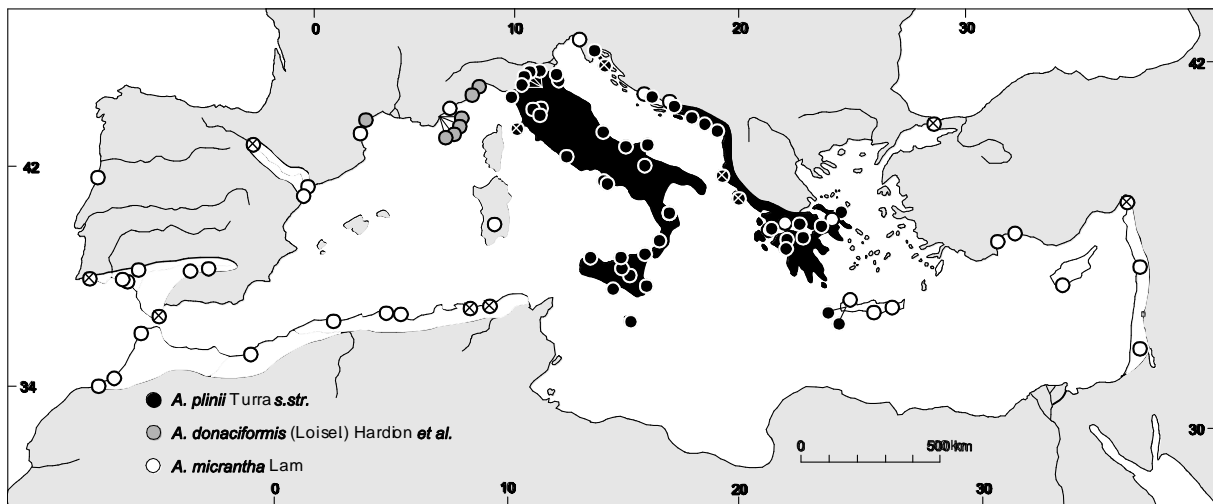 0 10 20 30
42
42
34
A. plinii Turra s.str.
A. donaciformis (Loisel) Hardion et al.
A. micrantha Lam
0 500 km
30
0 10 20 30